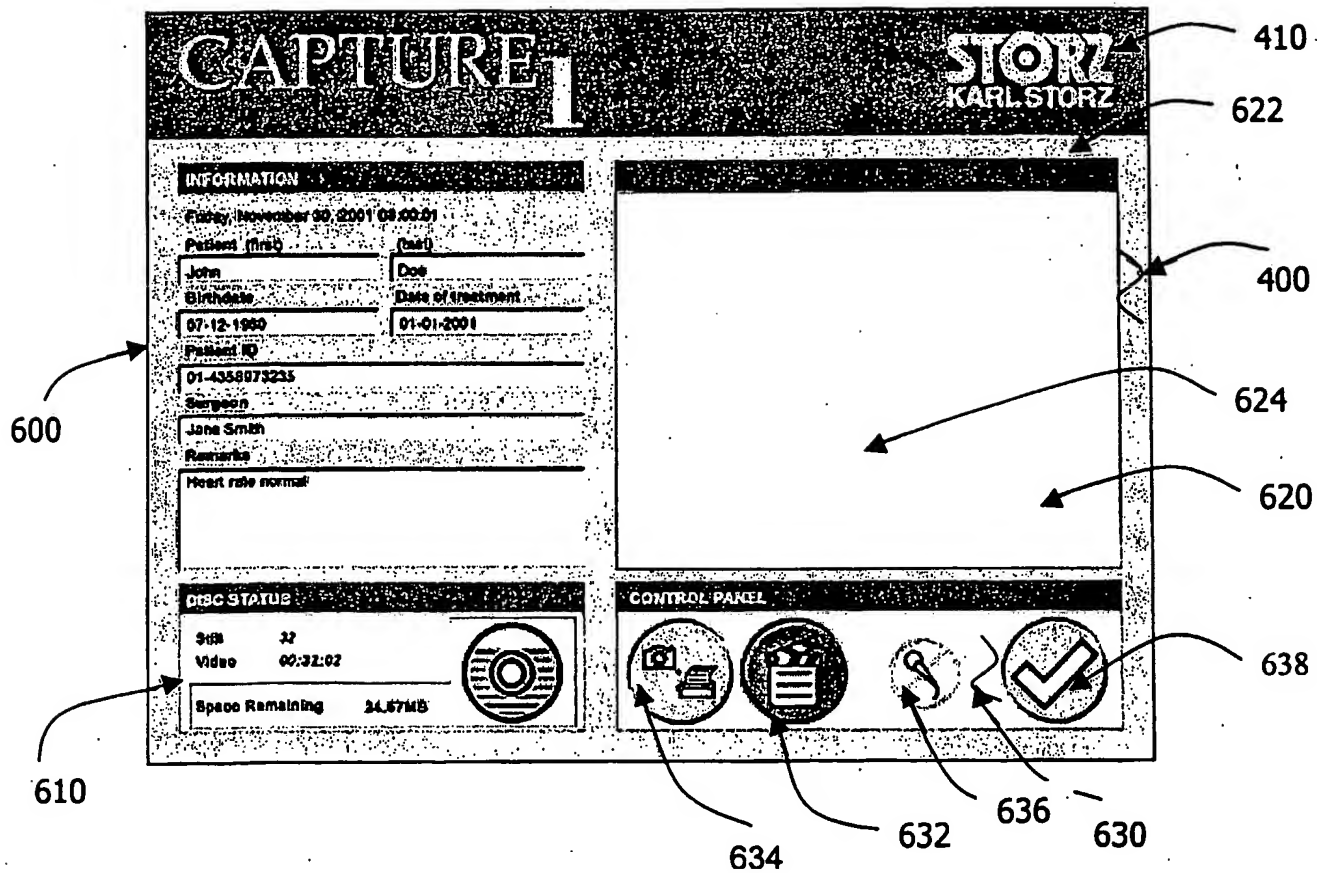 CAPTURE 1
STORZ
KARL STORZ
410
622
400
624
620
638
600
610
634
632
636
630
INFORMATION
Friday, November 30, 2001 08:00:01
Patient (first) (last)
John Doe
Birthdate Date of treatment
07-12-1960 01-01-2001
Patient ID
01-4358973235
Surgeon
Jane Smith
Remarks
Heart rate normal
DISC STATUS
Still 32
Video 00:32:02
Space Remaining 34.67MB
CONTROL PANEL